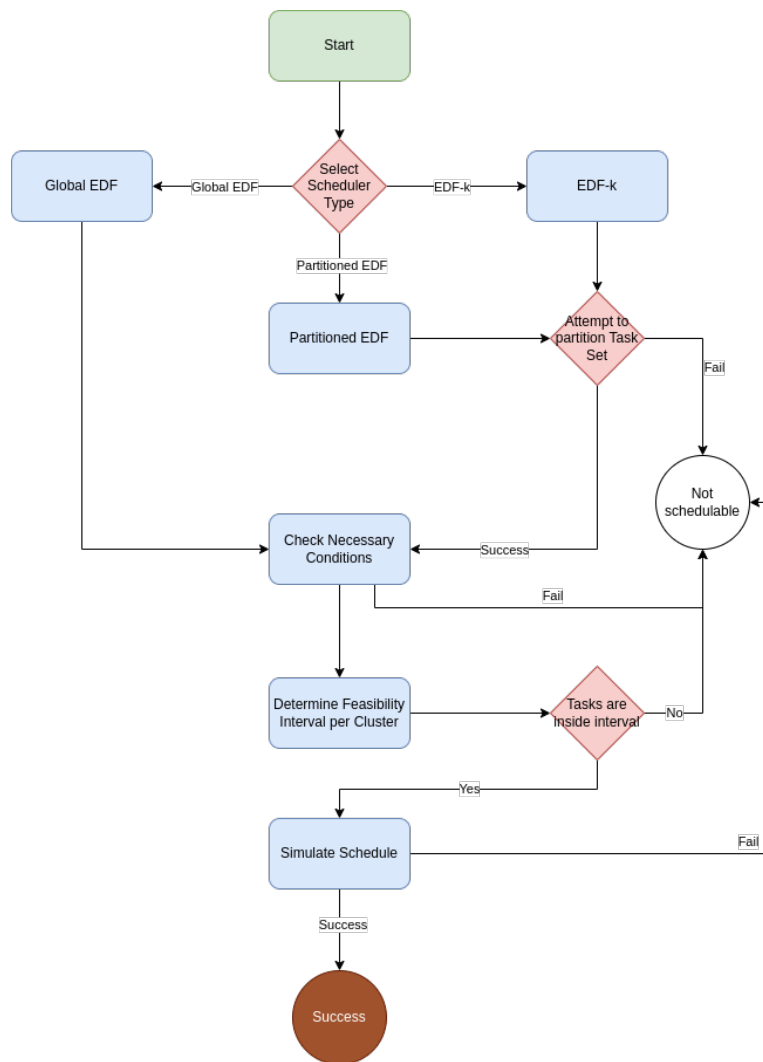 Start
Select
Scheduler
Type
Global EDF
Global EDF
EDF-k
EDF-k
Partitioned EDF
Partitioned EDF
Attempt to
partition Task
Set
Fail
Not
schedulable
Check Necessary
Conditions
Success
Fail
Determine Feasibility
Interval per Cluster
Tasks are
inside interval
No
Yes
Simulate Schedule
Fail
Success
Success